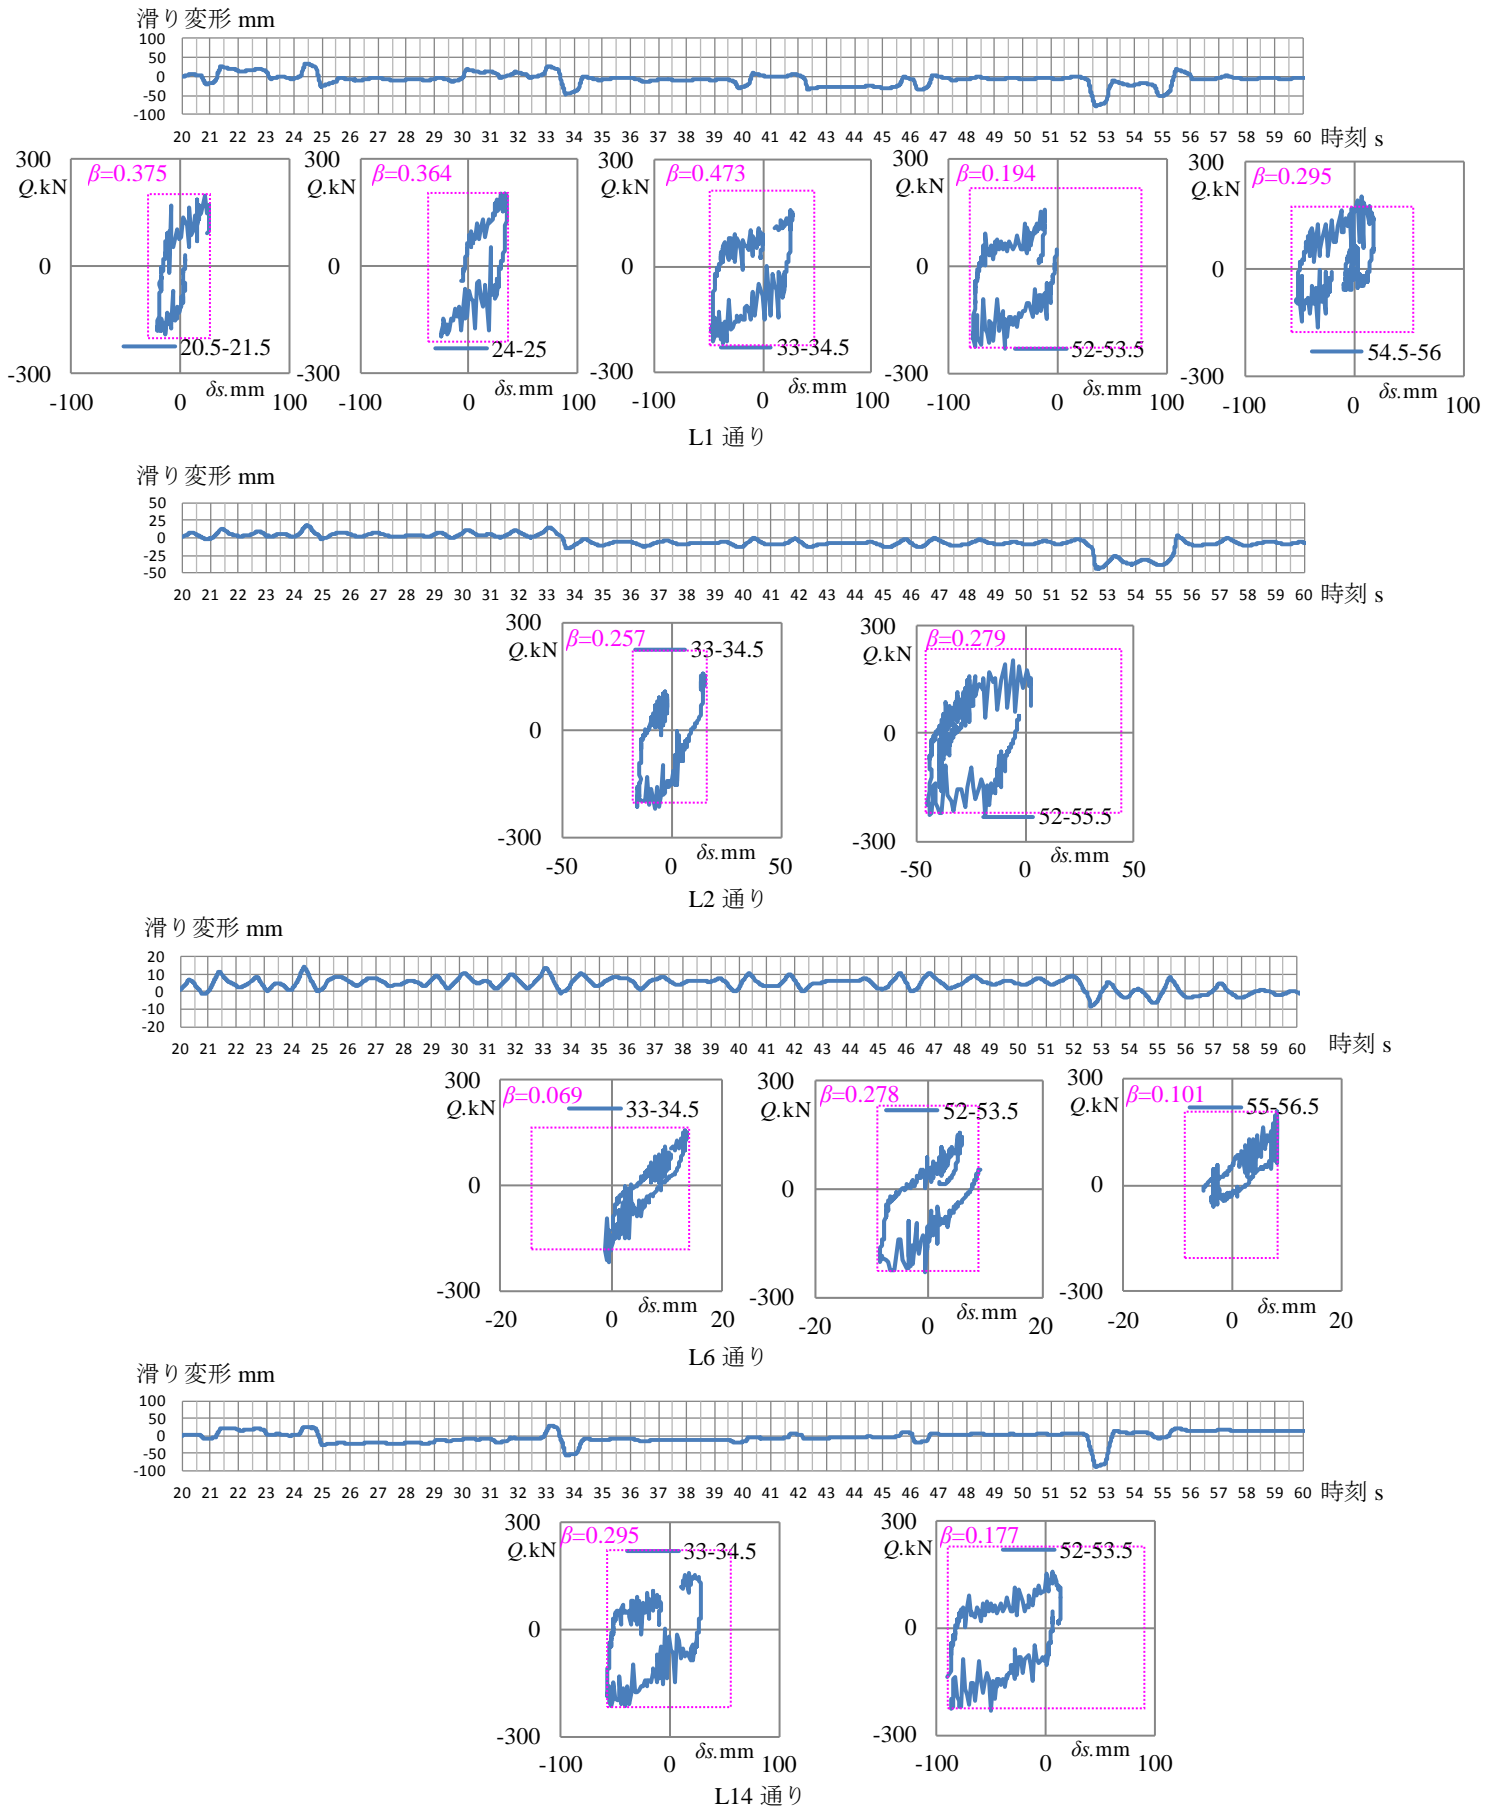 滑り変形 mm
100
50
0
-50
-100
20 21 22 23 24 25 26 27 28 29 30 31 32 33 34 35 36 37 38 39 40 41 42 43 44 45 46 47 48 49 50 51 52 53 54 55 56 57 58 59 60 時刻 s
300 Q.kN 0 -300 β=0.375 20.5-21.5 δs.mm -100 0 100
300 0 -300 β=0.364 24-25 δs.mm -100 0 100
300 0 -300 β=0.473 33-34.5 δs.mm -100 0 100
300 Q.kN 0 -300 β=0.194 52-53.5 δs.mm -100 0 100
300 Q.kN 0 -300 β=0.295 54.5-56 δs.mm -100 0 100
L1 通り
滑り変形 mm
50
25
0
-25
-50
20 21 22 23 24 25 26 27 28 29 30 31 32 33 34 35 36 37 38 39 40 41 42 43 44 45 46 47 48 49 50 51 52 53 54 55 56 57 58 59 60 時刻 s
300 Q.kN 0 -300 β=0.257 33-34.5 δs.mm -50 0 50
300 Q.kN 0 -300 β=0.279 52-55.5 δs.mm -50 0 50
L2 通り
滑り変形 mm
20
10
0
-10
-20
20 21 22 23 24 25 26 27 28 29 30 31 32 33 34 35 36 37 38 39 40 41 42 43 44 45 46 47 48 49 50 51 52 53 54 55 56 57 58 59 60 時刻 s
300 Q.kN 0 -300 β=0.069 33-34.5 δs.mm -20 0 20
300 Q.kN 0 -300 β=0.278 52-53.5 δs.mm -20 0 20
300 Q.kN 0 -300 β=0.101 55-56.5 δs.mm -20 0 20
L6 通り
滑り変形 mm
100
50
0
-50
-100
20 21 22 23 24 25 26 27 28 29 30 31 32 33 34 35 36 37 38 39 40 41 42 43 44 45 46 47 48 49 50 51 52 53 54 55 56 57 58 59 60 時刻 s
300 Q.kN 0 -300 β=0.295 33-34.5 δs.mm -100 0 100
300 Q.kN 0 -300 β=0.177 52-53.5 δs.mm -100 0 100
L14 通り